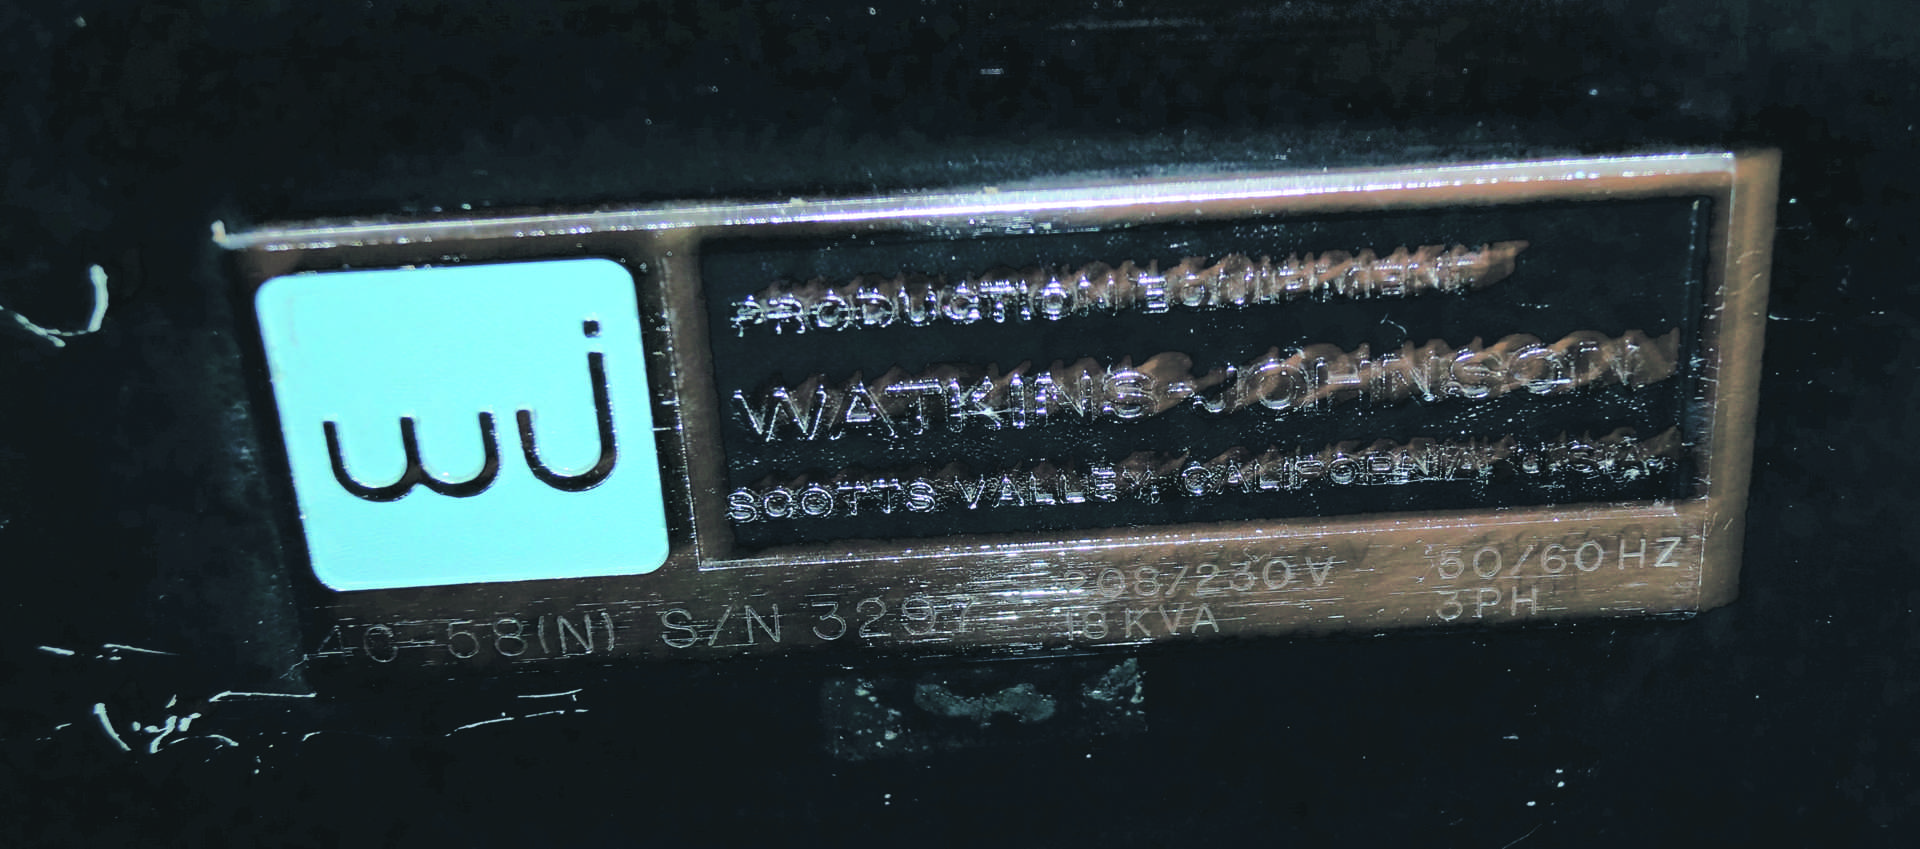 wj
PRODUCTION EQUIPMENT
WATKINS-JOHNSON
SCOTTS VALLEY, CALIFORNIA U.S.A.
4C-58(N) S/N 3297 208/230V 50/60HZ
18KVA 3PH